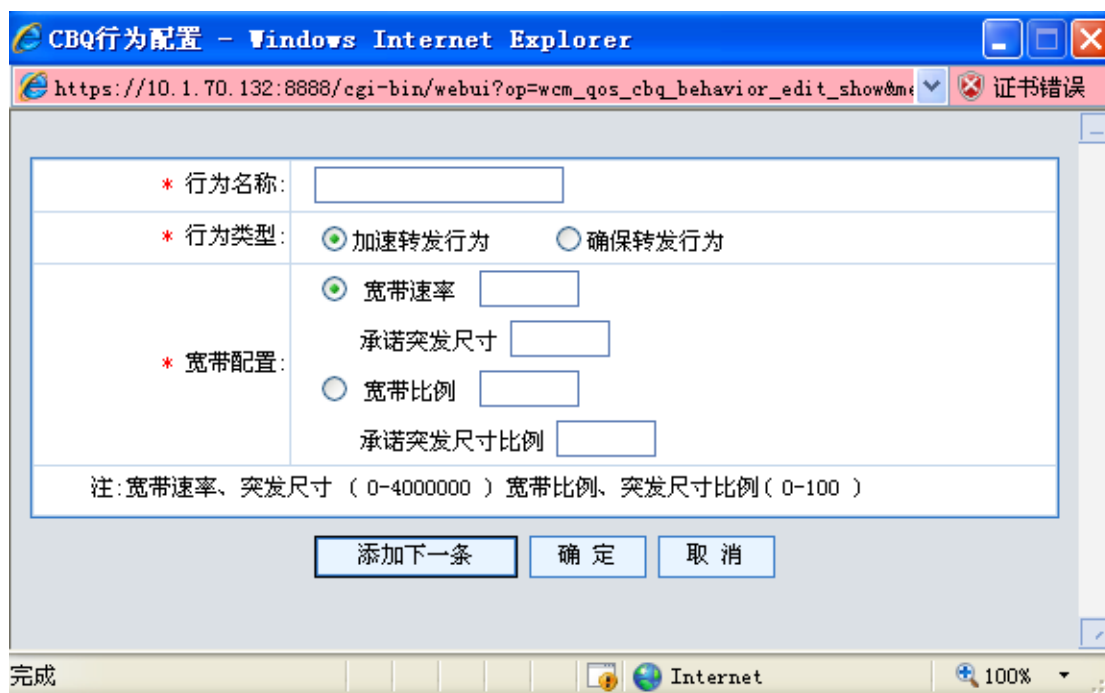 CBQ行为配置 - Windows Internet Explorer
https://10.1.70.132:8888/cgi-bin/webui?op=wcm_qos_cbq_behavior_edit_show&me 证书错误
* 行为名称:
* 行为类型: 加速转发行为 确保转发行为
宽带速率
承诺突发尺寸
* 宽带配置:
宽带比例
承诺突发尺寸比例
注:宽带速率、突发尺寸 ( 0-4000000 ) 宽带比例、突发尺寸比例( 0-100 )
添加下一条 确 定 取 消
完成 Internet 100%